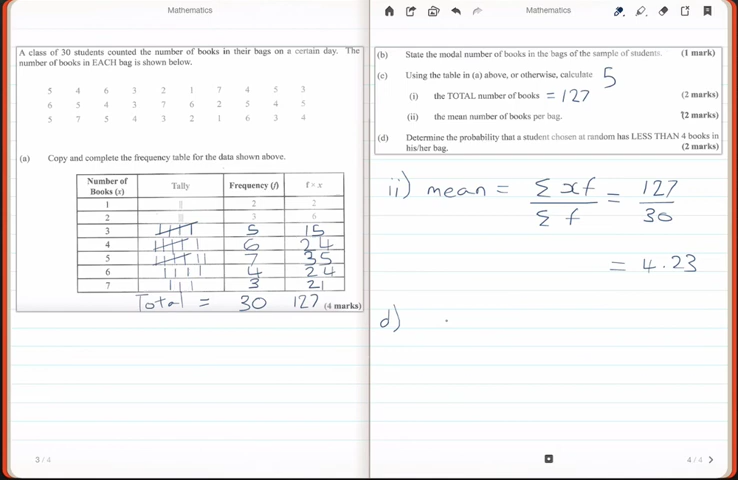 Mathematics
A class of 30 students counted the number of books in their bags on a certain day. The
number of books in EACH bag is shown below.
5 4 6 3 2 1 7 4 5 3
6 5 4 3 7 6 2 5 4 5
5 7 5 4 3 2 1 6 3 4
(a) Copy and complete the frequency table for the data shown above.
Number of Books (x) Tally Frequency (f) f × x
1 || 2 2
2 ||| 3 6
3 5 15
4 6 24
5 7 35
6 |||| 4 24
7 ||| 3 21
Total = 30 127 (4 marks)
3 / 4
Mathematics
(b) State the modal number of books in the bags of the sample of students. (1 mark)
5
(c) Using the table in (a) above, or otherwise, calculate
(i) the TOTAL number of books = 127 (2 marks)
(ii) the mean number of books per bag. (2 marks)
(d) Determine the probability that a student chosen at random has LESS THAN 4 books in
his/her bag. (2 marks)
ii) mean = Σ xf / Σ f = 127 / 30
= 4.23
d)
4 / 4